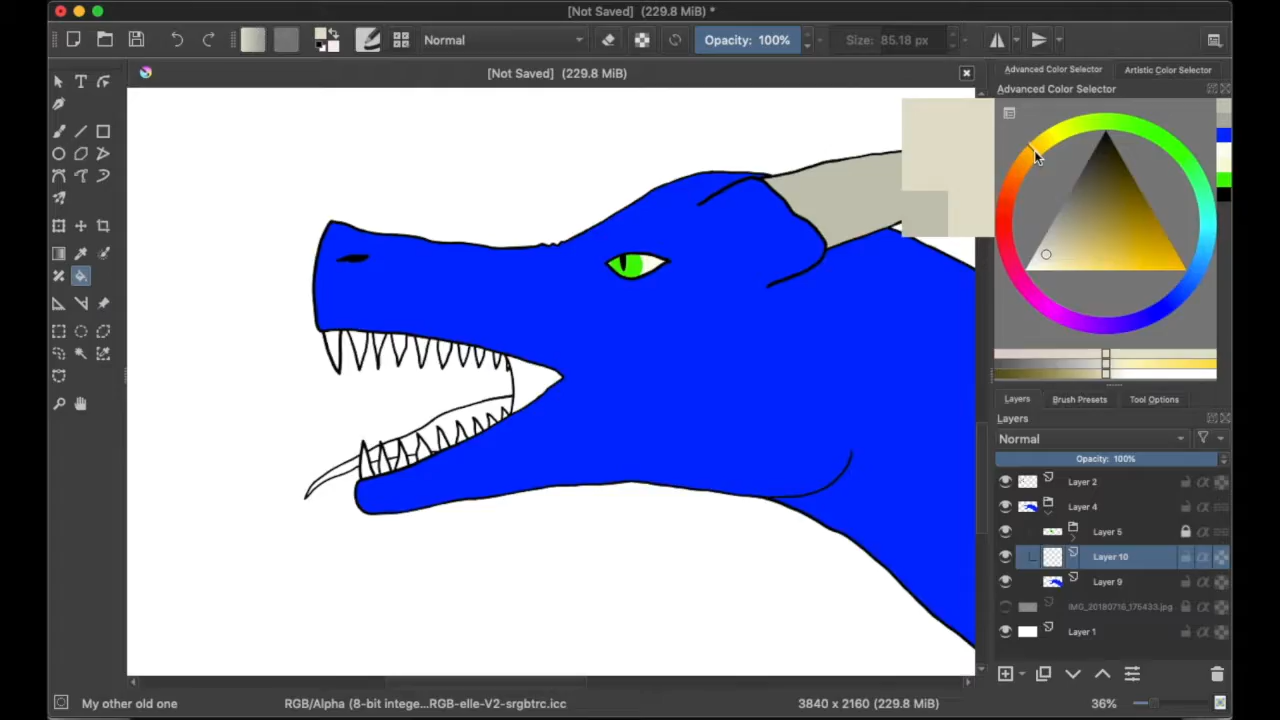 [Not Saved] (229.8 MiB) *
Normal
Opacity: 100%
Size: 85.18 px
[Not Saved] (229.8 MiB)
Advanced Color Selector
Artistic Color Selector
Advanced Color Selector
Layers
Brush Presets
Tool Options
Layers
Normal
Opacity: 100%
Layer 2
Layer 4
Layer 5
Layer 10
Layer 9
IMG_20180716_175433.jpg
Layer 1
My other old one
RGB/Alpha (8-bit intege...RGB-elle-V2-srgbtrc.icc
3840 x 2160 (229.8 MiB)
36%